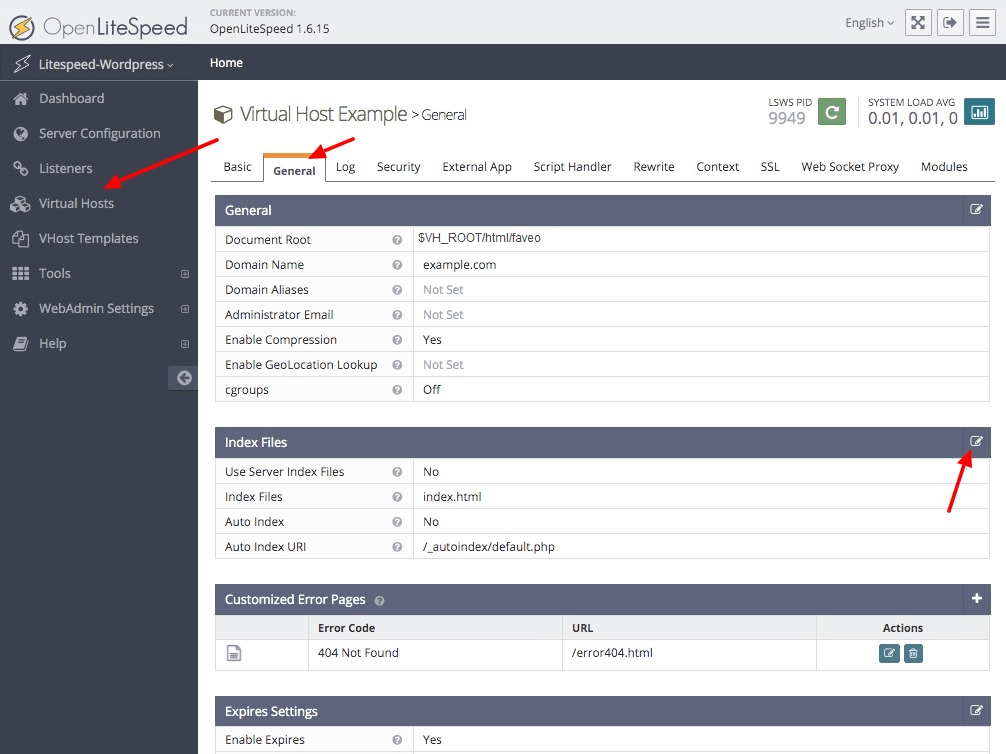 OpenLiteSpeed
CURRENT VERSION:
OpenLiteSpeed 1.6.15
English
Litespeed-Wordpress
Home
Dashboard
Server Configuration
Listeners
Virtual Hosts
VHost Templates
Tools
WebAdmin Settings
Help
Virtual Host Example > General
LSWS PID
9949
SYSTEM LOAD AVG
0.01, 0.01, 0
Basic General Log Security External App Script Handler Rewrite Context SSL Web Socket Proxy Modules
General
Document Root $VH_ROOT/html/faveo
Domain Name example.com
Domain Aliases Not Set
Administrator Email Not Set
Enable Compression Yes
Enable GeoLocation Lookup Not Set
cgroups Off
Index Files
Use Server Index Files No
Index Files index.html
Auto Index No
Auto Index URI /_autoindex/default.php
Customized Error Pages
Error Code URL Actions
404 Not Found /error404.html
Expires Settings
Enable Expires Yes